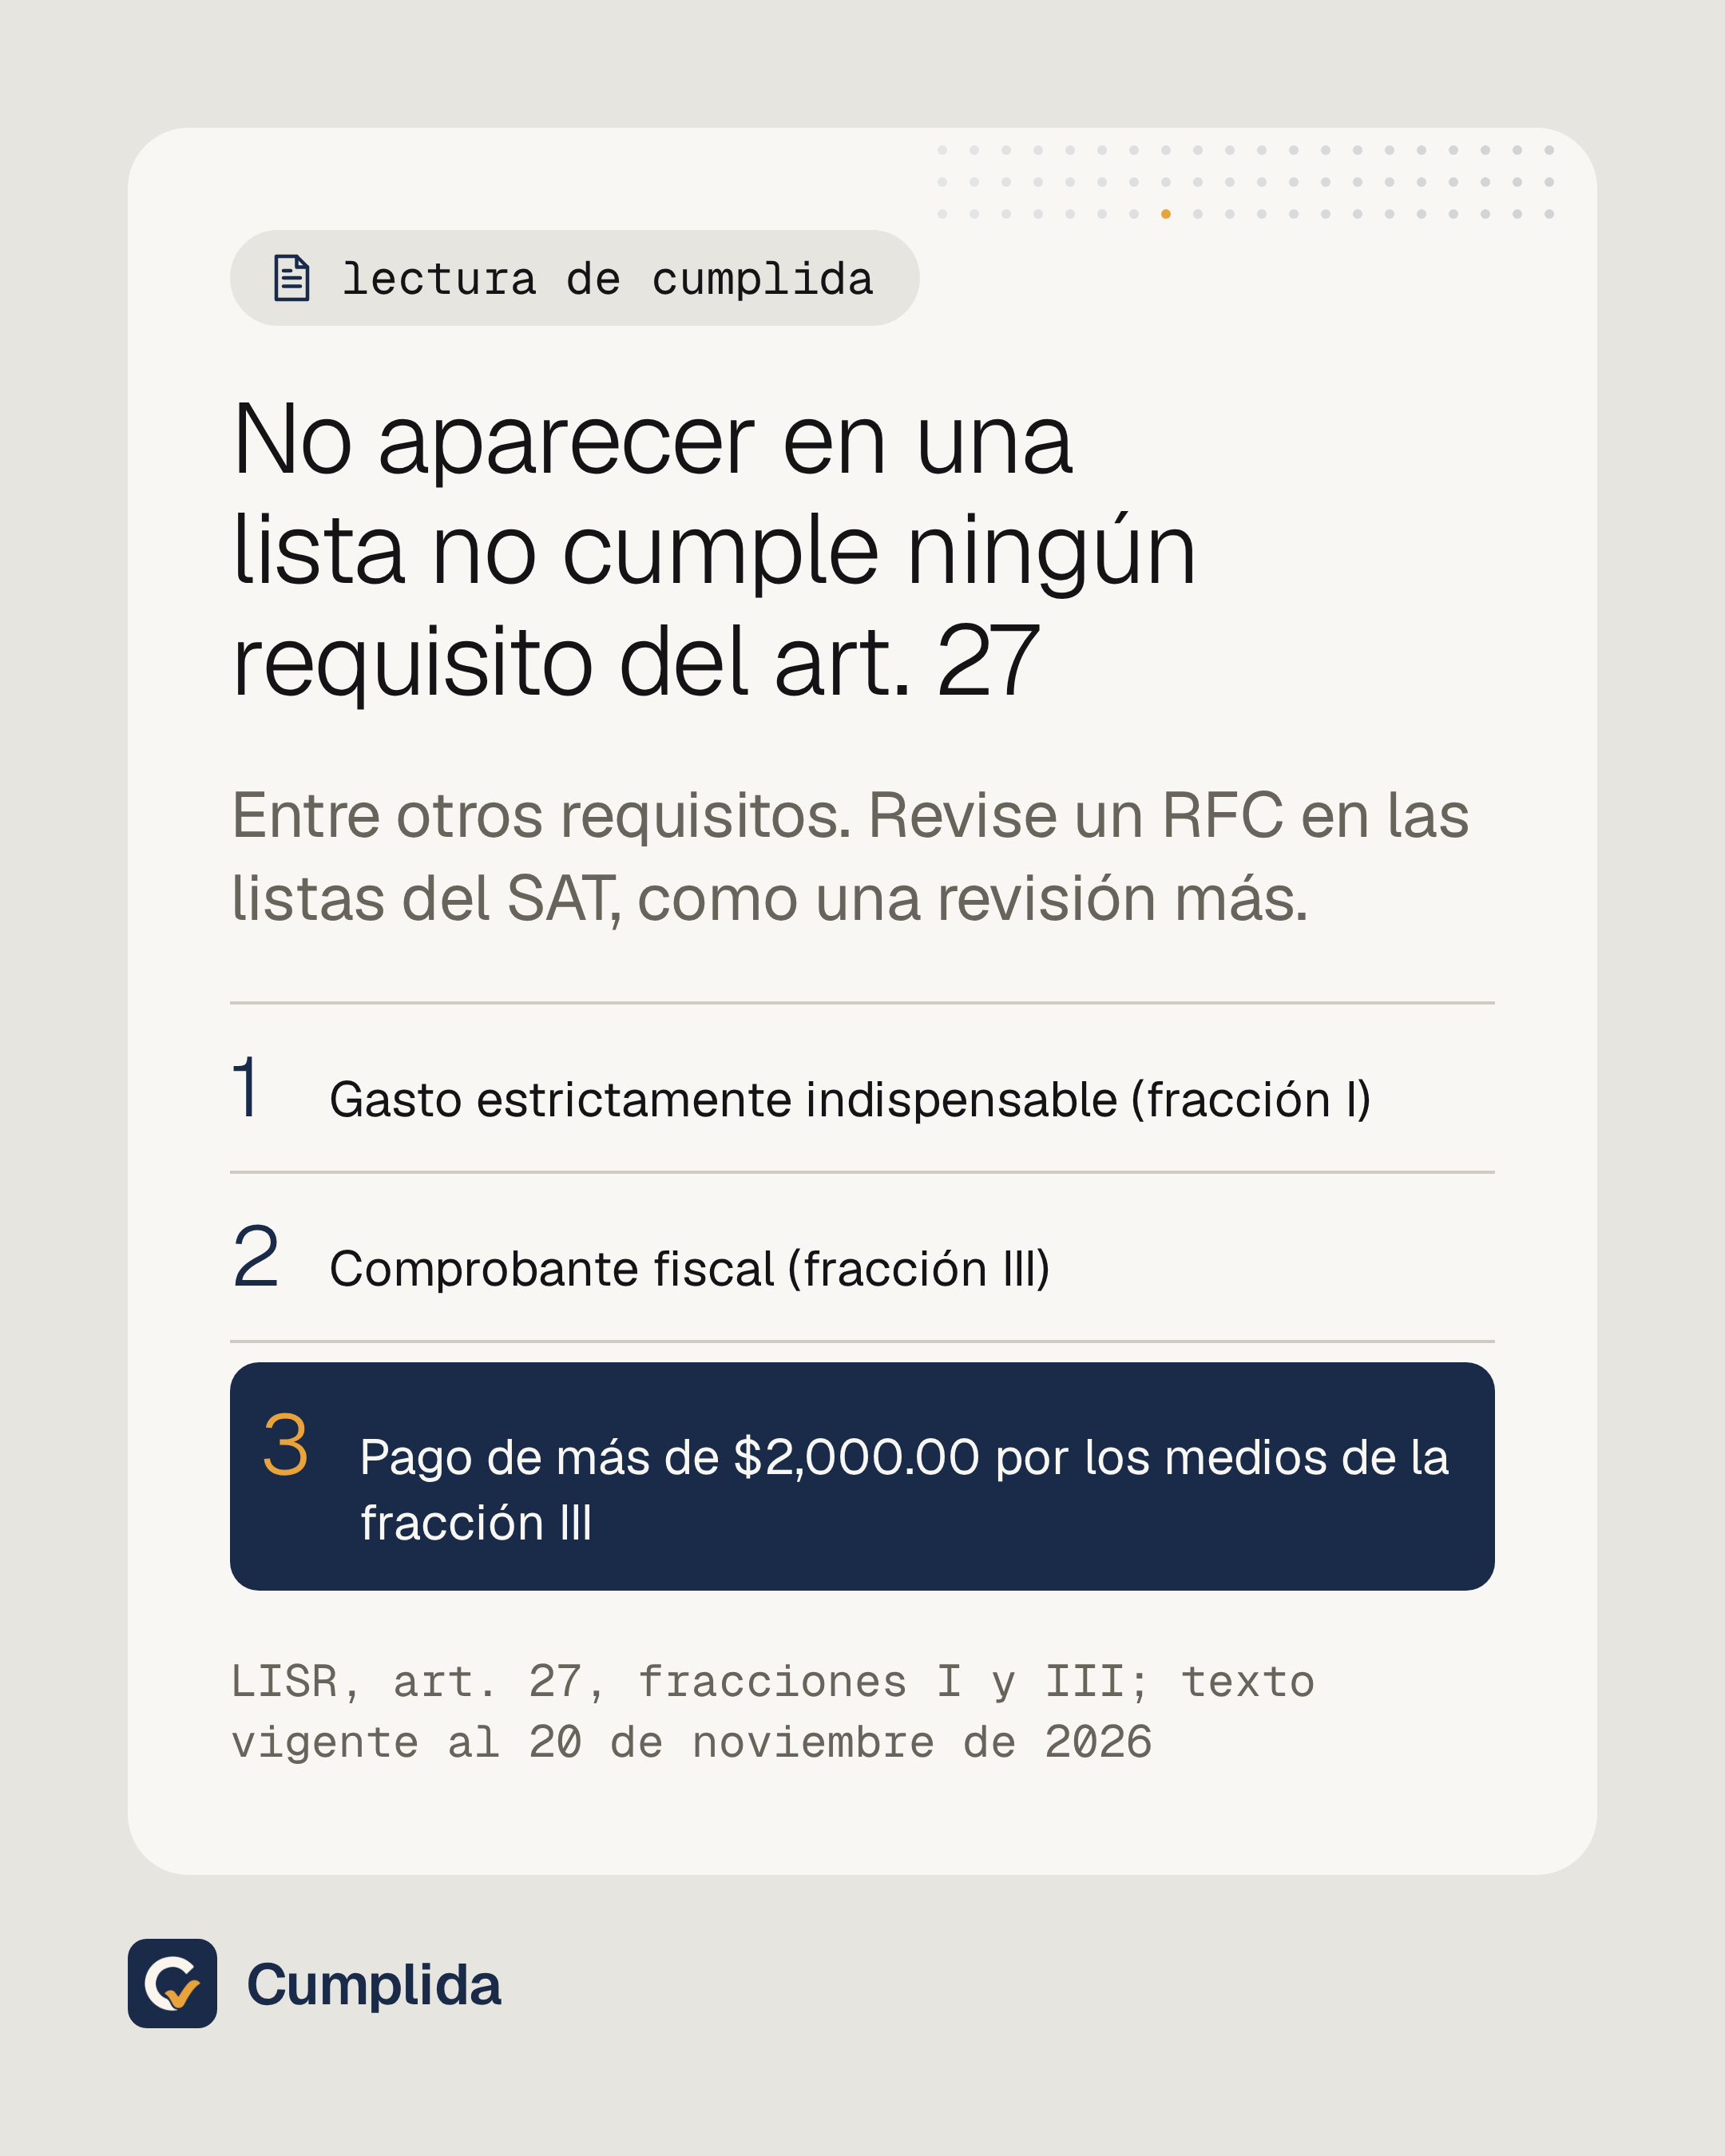 lectura de cumplida
No aparecer en una
lista no cumple ningún
requisito del art. 27
Entre otros requisitos. Revise un RFC en las
listas del SAT, como una revisión más.
1 Gasto estrictamente indispensable (fracción I)
2 Comprobante fiscal (fracción III)
3 Pago de más de $2,000.00 por los medios de la
fracción III
LISR, art. 27, fracciones I y III; texto
vigente al 20 de noviembre de 2026
Cumplida